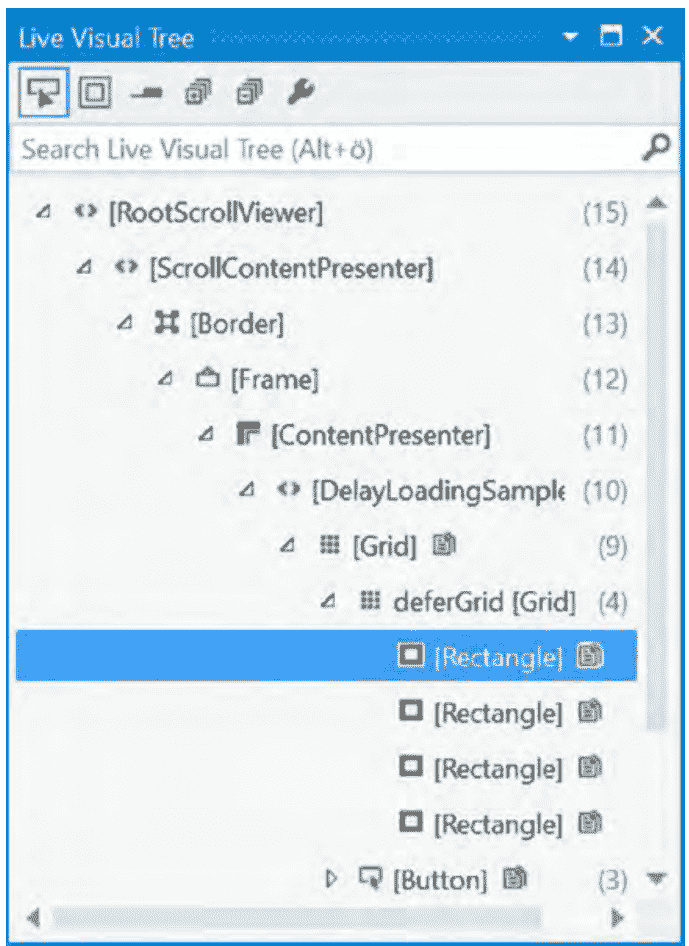 Live Visual Tree
Search Live Visual Tree (Alt+ö)
[RootScrollViewer] (15)
[ScrollContentPresenter] (14)
[Border] (13)
[Frame] (12)
[ContentPresenter] (11)
[DelayLoadingSample (10)
[Grid] (9)
deferGrid [Grid] (4)
[Rectangle]
[Rectangle]
[Rectangle]
[Rectangle]
[Button] (3)